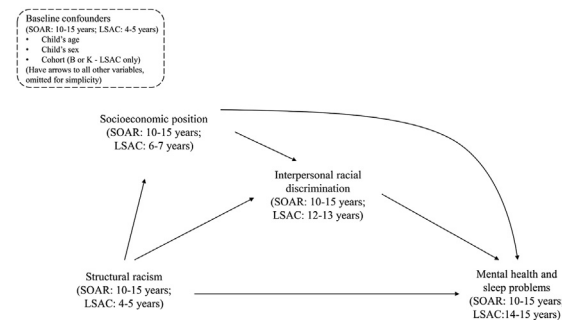 Baseline confounders
(SOAR: 10-15 years; LSAC: 4-5 years)
• Child's age
• Child's sex
• Cohort (B or K - LSAC only)
(Have arrows to all other variables,
omitted for simplicity)
Socioeconomic position
(SOAR: 10-15 years;
LSAC: 6-7 years)
Interpersonal racial
discrimination
(SOAR: 10-15 years;
LSAC: 12-13 years)
Structural racism
(SOAR: 10-15 years;
LSAC: 4-5 years)
Mental health and
sleep problems
(SOAR: 10-15 years
LSAC:14-15 years)